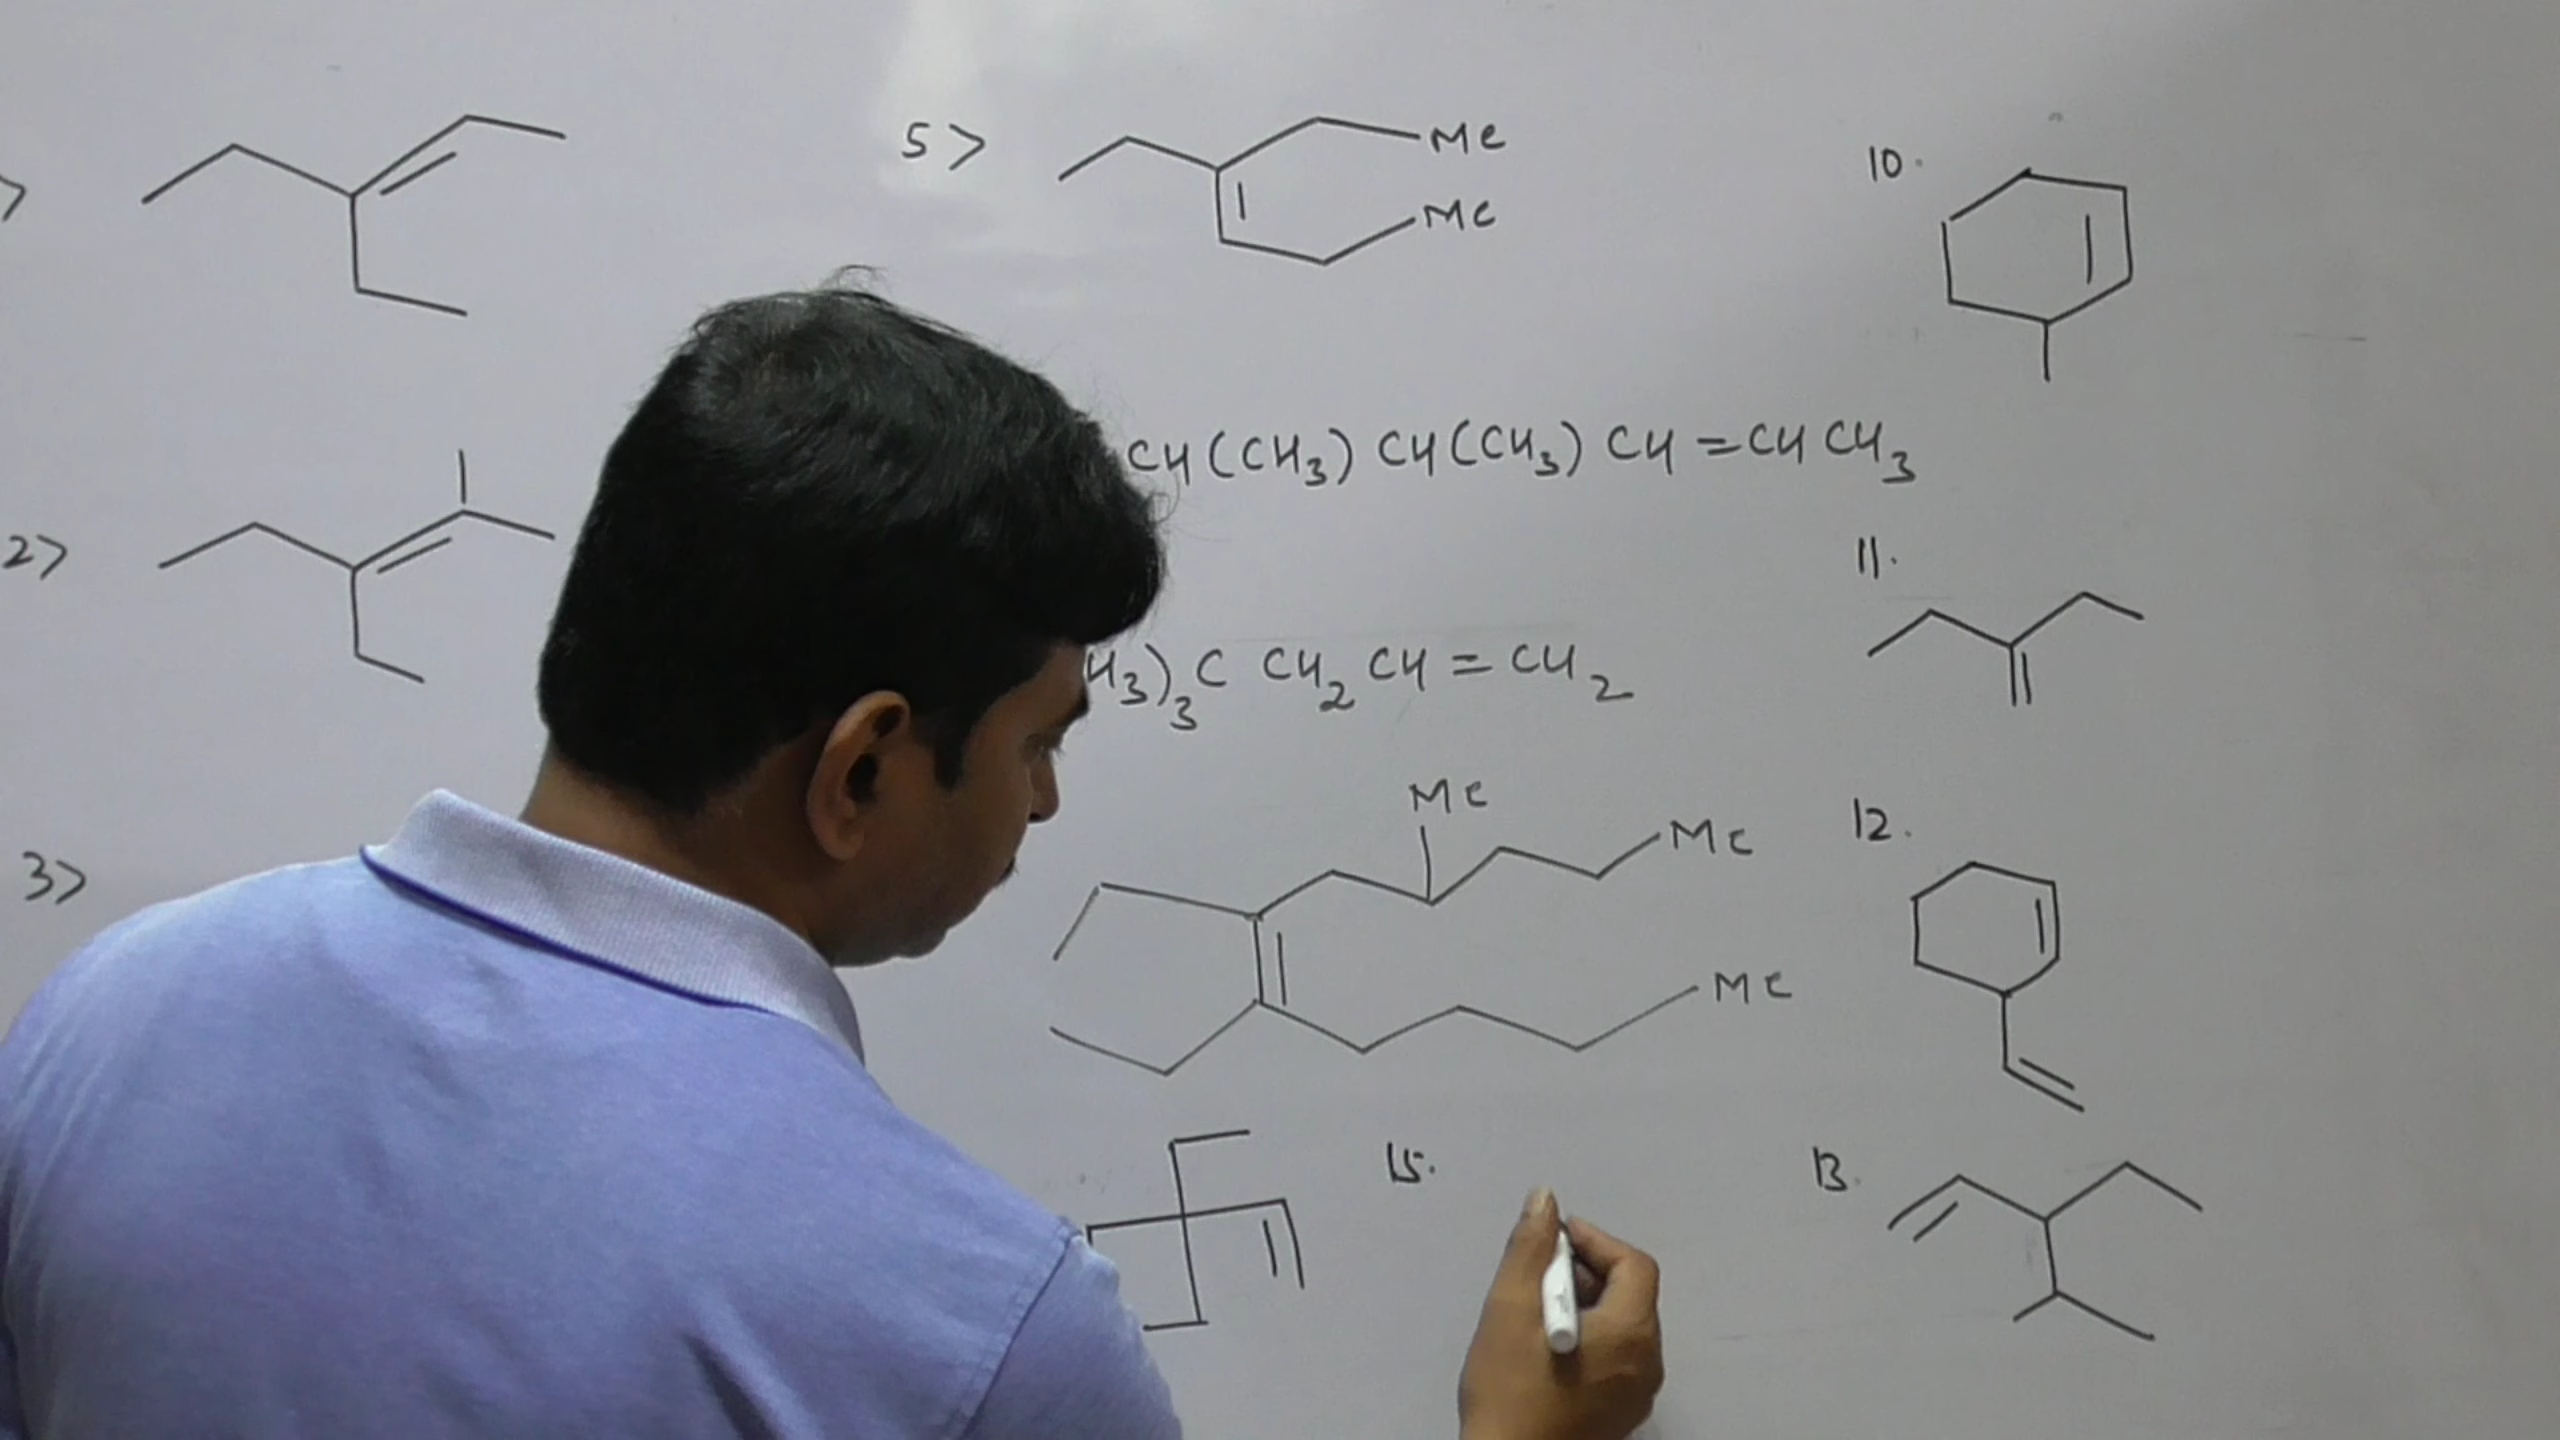 >
5> Me
Me
10.
CH(CH3) CH(CH3) CH=CH CH3
2>
11.
H3)3C CH2 CH=CH2
3>
Me
Me
12.
Me
15.
13.